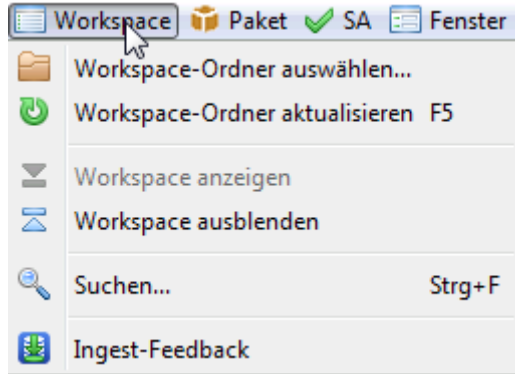 Workspace Paket SA Fenster
Workspace-Ordner auswählen...
Workspace-Ordner aktualisieren F5
Workspace anzeigen
Workspace ausblenden
Suchen... Strg+F
Ingest-Feedback